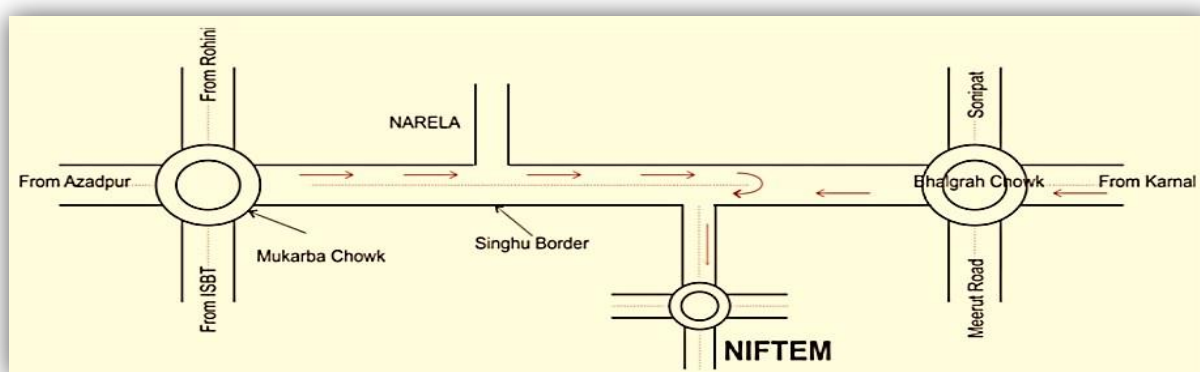 From Rohini
NARELA
Sonipat
From Azadpur
Bhalgrah Chowk
From Karnal
Mukarba Chowk
Singhu Border
From ISBT
Meerut Road
NIFTEM